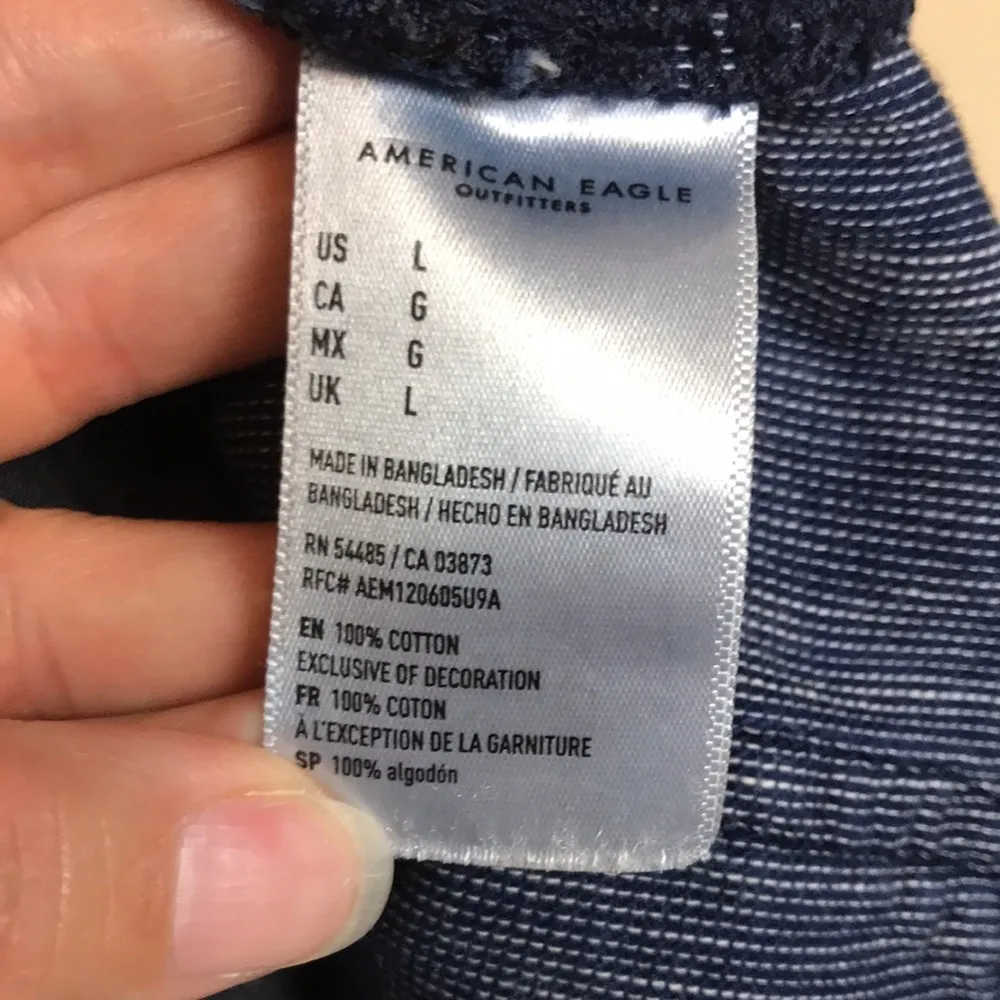 AMERICAN EAGLE
OUTFITTERS
US L
CA G
MX G
UK L
MADE IN BANGLADESH / FABRIQUÉ AU
BANGLADESH / HECHO EN BANGLADESH
RN 54485 / CA 03873
RFC# AEM120605U9A
EN 100% COTTON
EXCLUSIVE OF DECORATION
FR 100% COTON
À L'EXCEPTION DE LA GARNITURE
SP 100% algodón